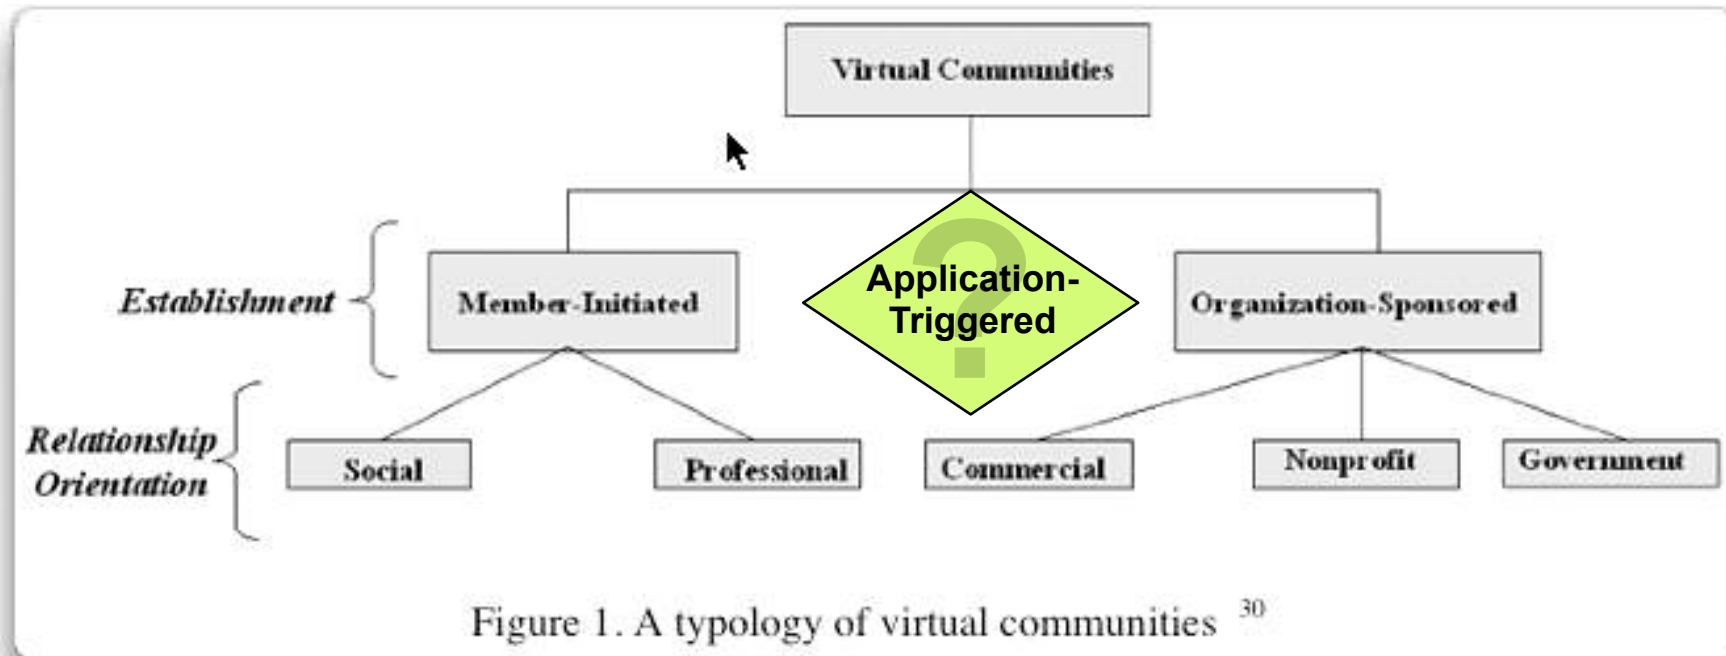 Virtual Communities
?
Application-
Triggered
Establishment
Member-Initiated
Organization-Sponsored
Relationship
Orientation
Social
Professional
Commercial
Nonprofit
Government
Figure 1. A typology of virtual communities 30